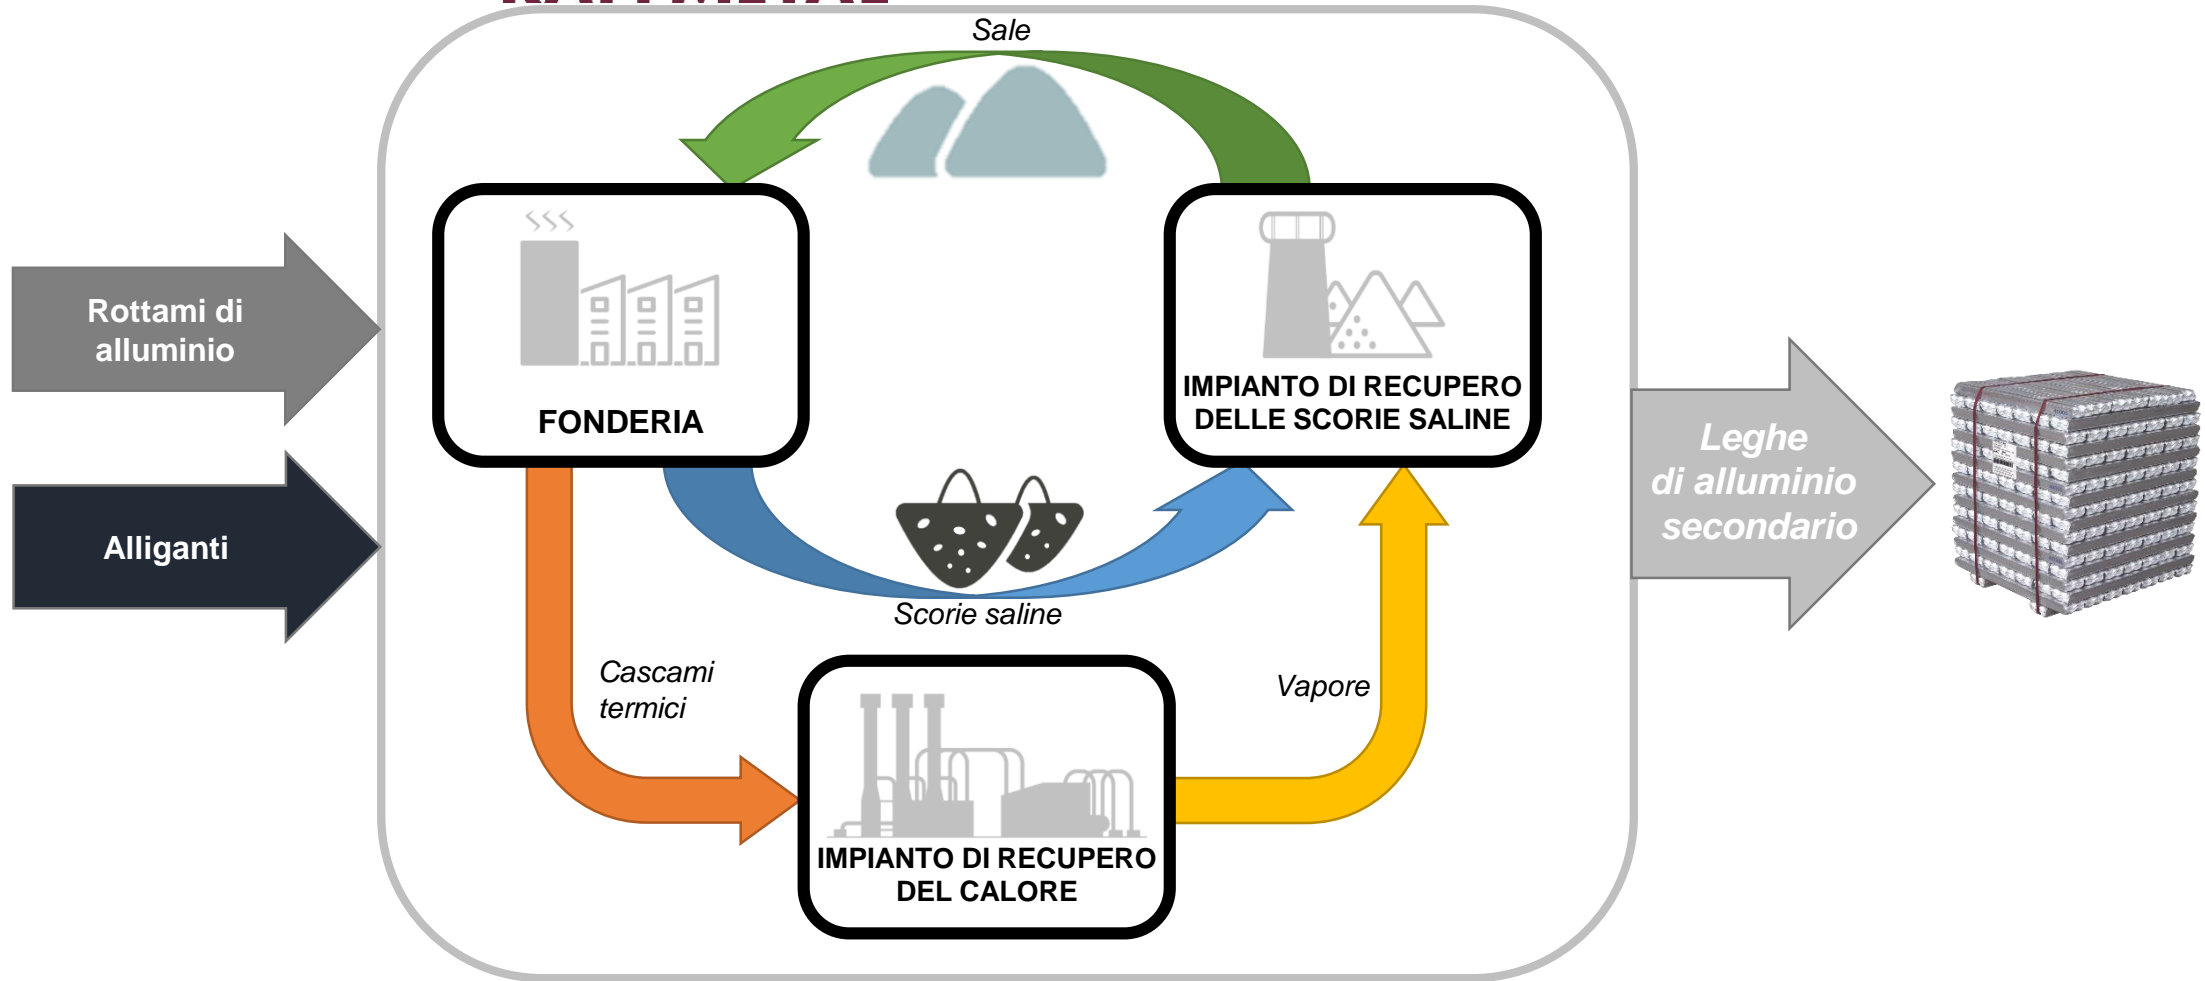 RAFFMETAL
Sale
Rottami di
alluminio
FONDERIA
IMPIANTO DI RECUPERO
DELLE SCORIE SALINE
Leghe
di alluminio
secondario
Alliganti
Scorie saline
Cascami
termici
Vapore
IMPIANTO DI RECUPERO
DEL CALORE